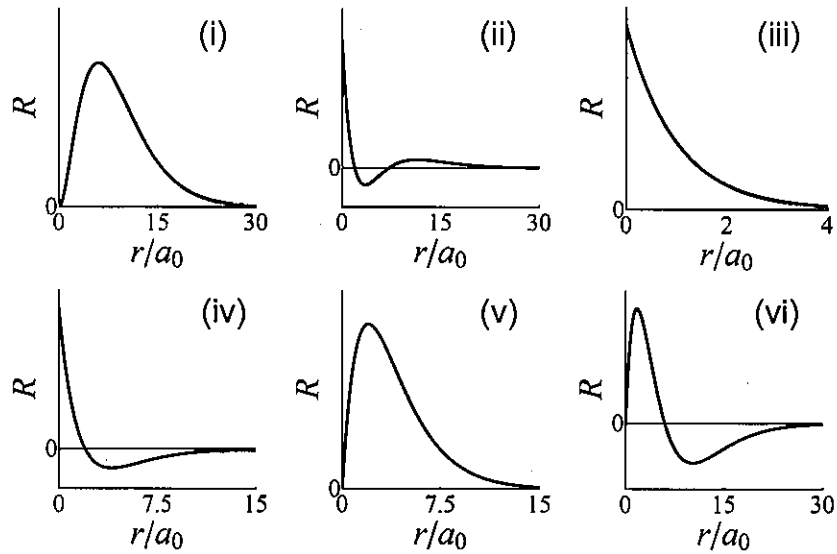 (i)
R
0
0 15 30
r/a₀
(ii)
R
0
0 15 30
r/a₀
(iii)
R
0
0 2 4
r/a₀
(iv)
R
0
0 7.5 15
r/a₀
(v)
R
0
0 7.5 15
r/a₀
(vi)
R
0
0 15 30
r/a₀